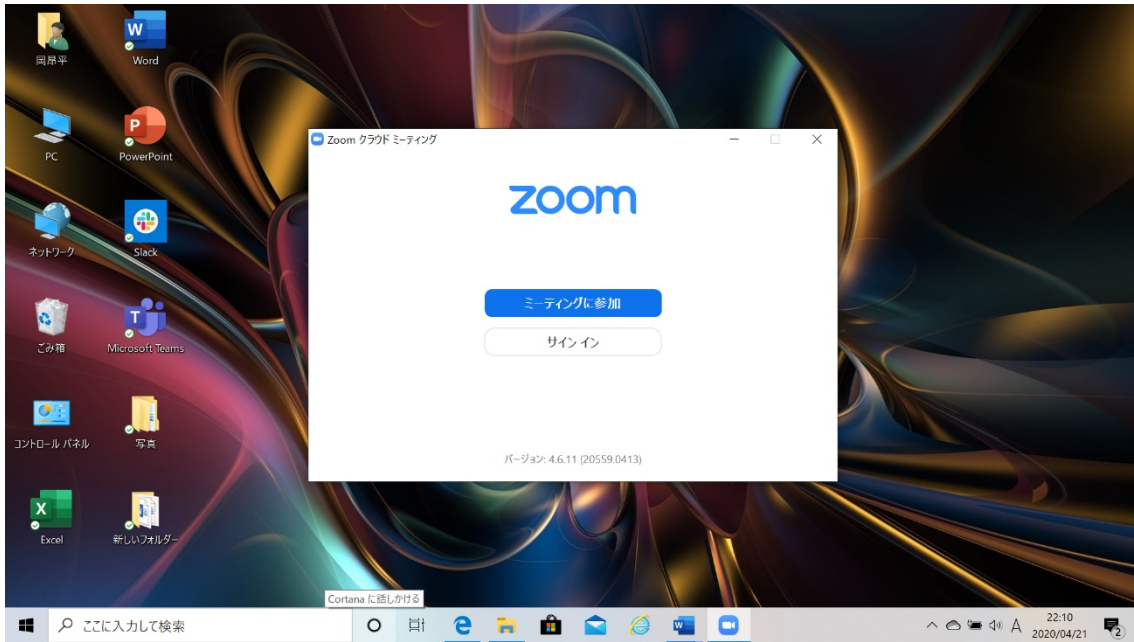 岡昂平
Word
PC
PowerPoint
ネットワーク
Slack
ごみ箱
Microsoft Teams
コントロール パネル
写真
Excel
新しいフォルダー
Zoom クラウド ミーティング
zoom
ミーティングに参加
サイン イン
バージョン: 4.6.11 (20559.0413)
Cortana に話しかける
ここに入力して検索
A
22:10
2020/04/21
2